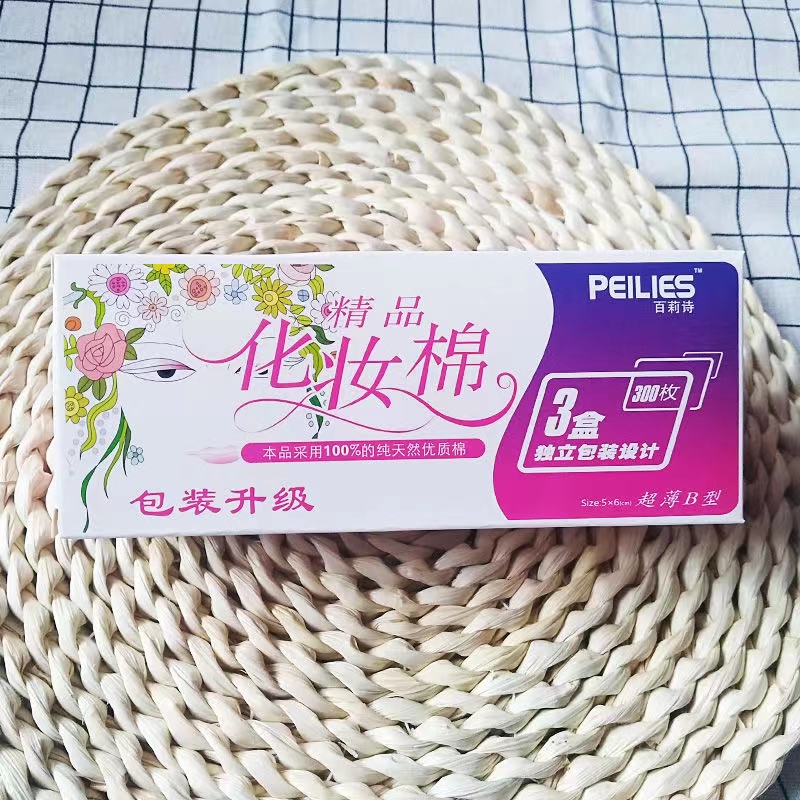 精品
化妆棉
本品采用100%的纯天然优质棉
包装升级
PEILIES™
百莉诗
300枚
3盒
独立包装设计
Size:5×6(cm) 超薄B型